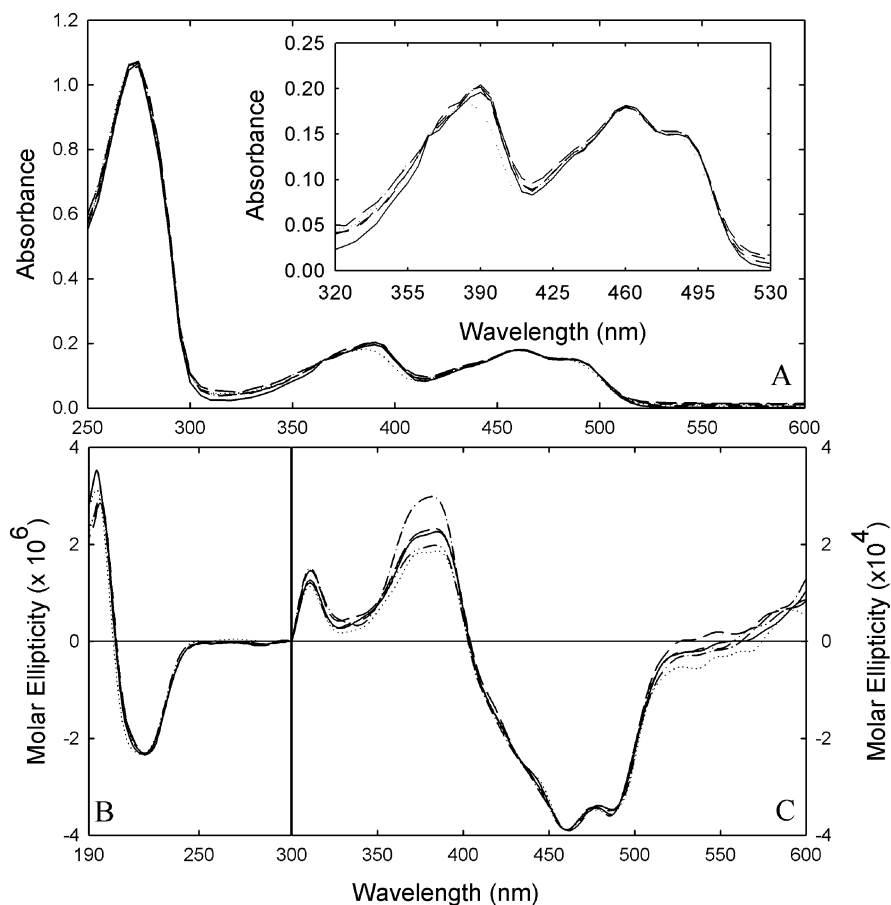 1.2
1.0
0.8
0.6
0.4
0.2
0.0
Absorbance
250 300 350 400 450 500 550 600
A
0.25
0.20
0.15
0.10
0.05
0.00
Absorbance
320 355 390 425 460 495 530
Wavelength (nm)
4
2
0
-2
-4
Molar Ellipticity (x 10^6)
B
C
4
2
0
-2
-4
Molar Ellipticity (x10^4)
190 250 300 350 400 450 500 550 600
Wavelength (nm)